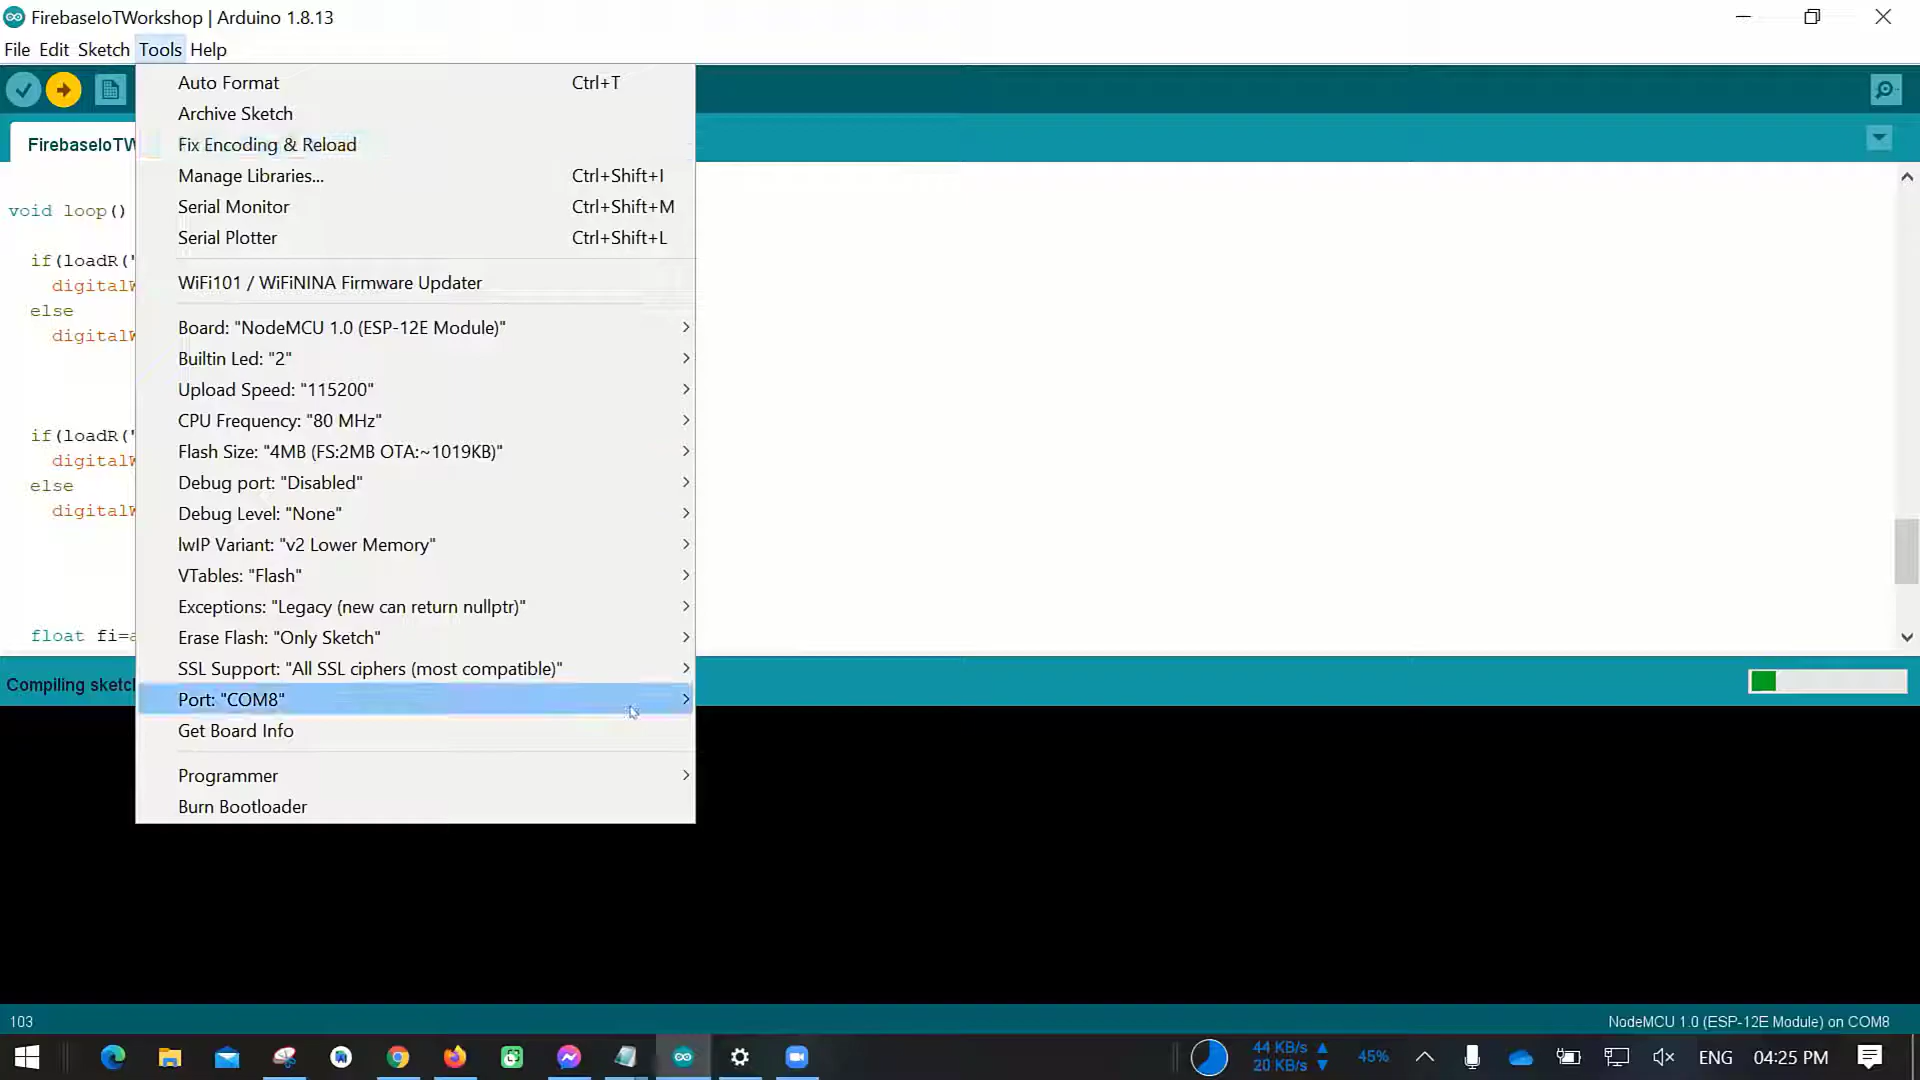 FirebaseIoTWorkshop | Arduino 1.8.13
File Edit Sketch Tools Help
Auto Format Ctrl+T
Archive Sketch
FirebaseIoTW
Fix Encoding & Reload
Manage Libraries... Ctrl+Shift+I
Serial Monitor Ctrl+Shift+M
Serial Plotter Ctrl+Shift+L
WiFi101 / WiFiNINA Firmware Updater
Board: "NodeMCU 1.0 (ESP-12E Module)"
Builtin Led: "2"
Upload Speed: "115200"
CPU Frequency: "80 MHz"
Flash Size: "4MB (FS:2MB OTA:~1019KB)"
Debug port: "Disabled"
Debug Level: "None"
lwIP Variant: "v2 Lower Memory"
VTables: "Flash"
Exceptions: "Legacy (new can return nullptr)"
Erase Flash: "Only Sketch"
SSL Support: "All SSL ciphers (most compatible)"
Port: "COM8"
Get Board Info
Programmer
Burn Bootloader
void loop()
if(loadR("
digitalW
else
digitalW
if(loadR("
digitalW
else
digitalW
float fi=a
Compiling sketch
103
NodeMCU 1.0 (ESP-12E Module) on COM8
44 KB/s
20 KB/s
45%
ENG
04:25 PM